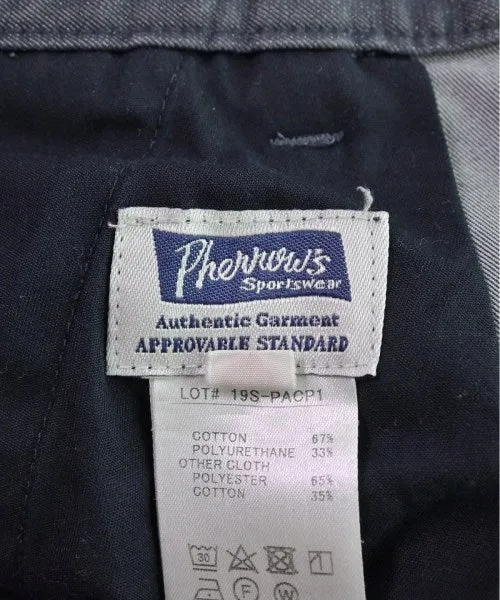 Pherrow's
Sportswear
Authentic Garment
APPROVABLE STANDARD
LOT# 19S-PACP1
COTTON 67%
POLYURETHANE 33%
OTHER CLOTH
POLYESTER 65%
COTTON 35%
30
F W